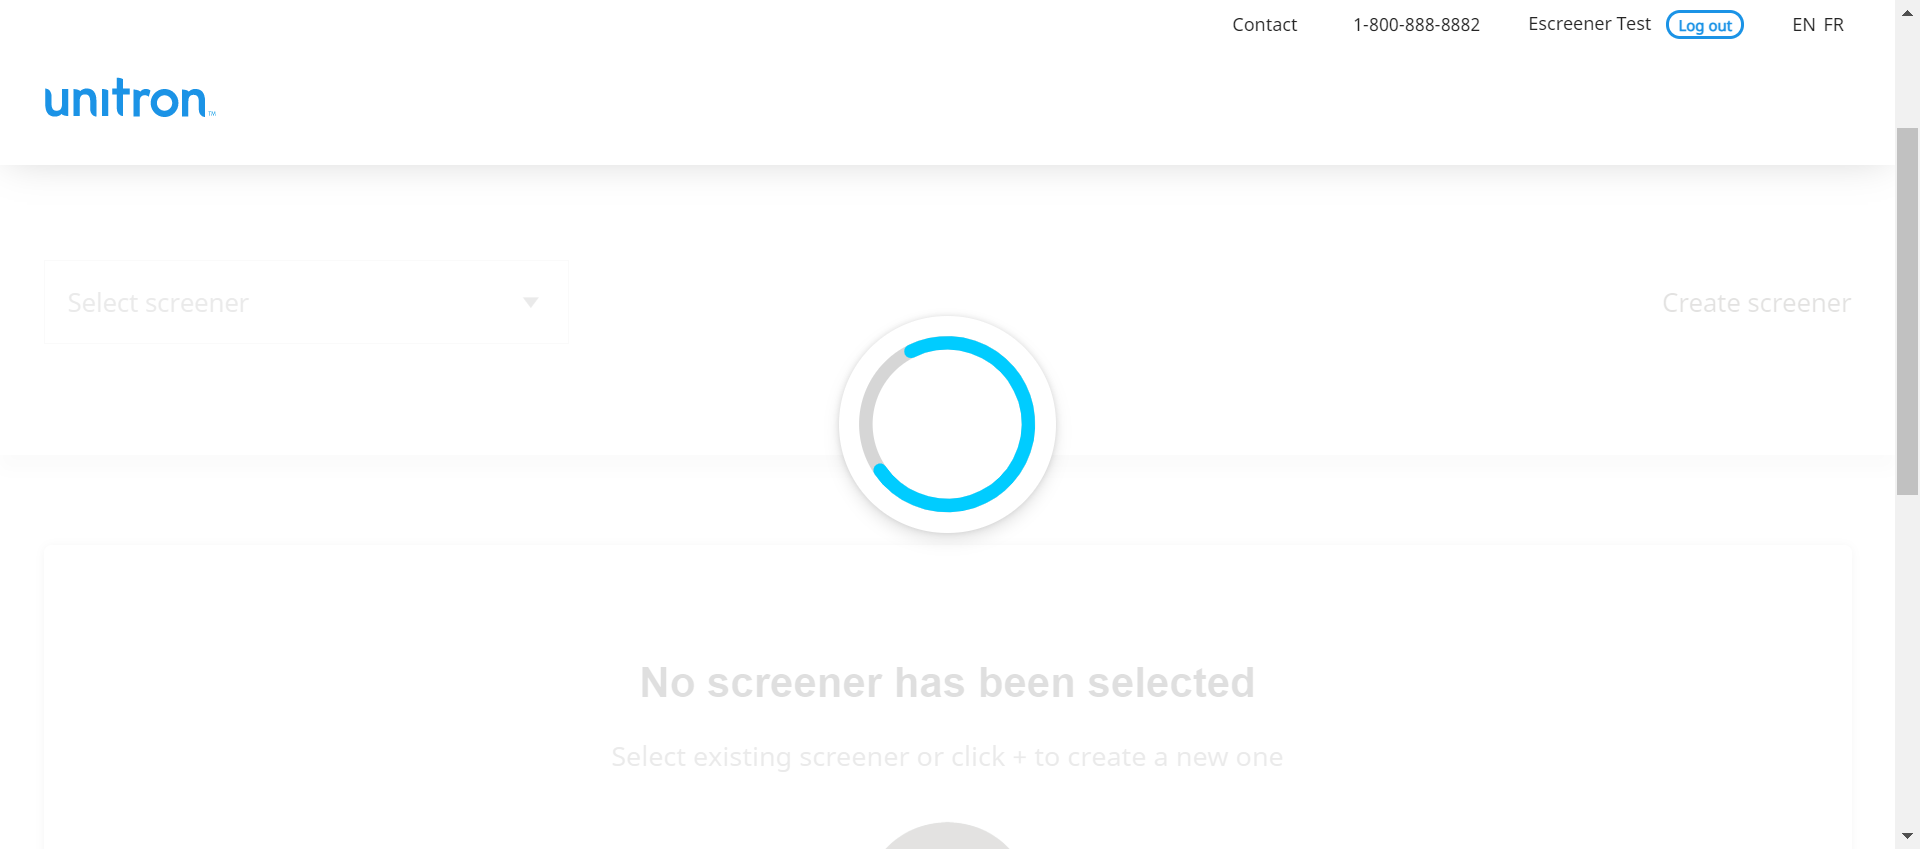 Contact 1-800-888-8882 Escreener Test Log out EN FR
unitron™
Select screener
Create screener
No screener has been selected
Select existing screener or click + to create a new one